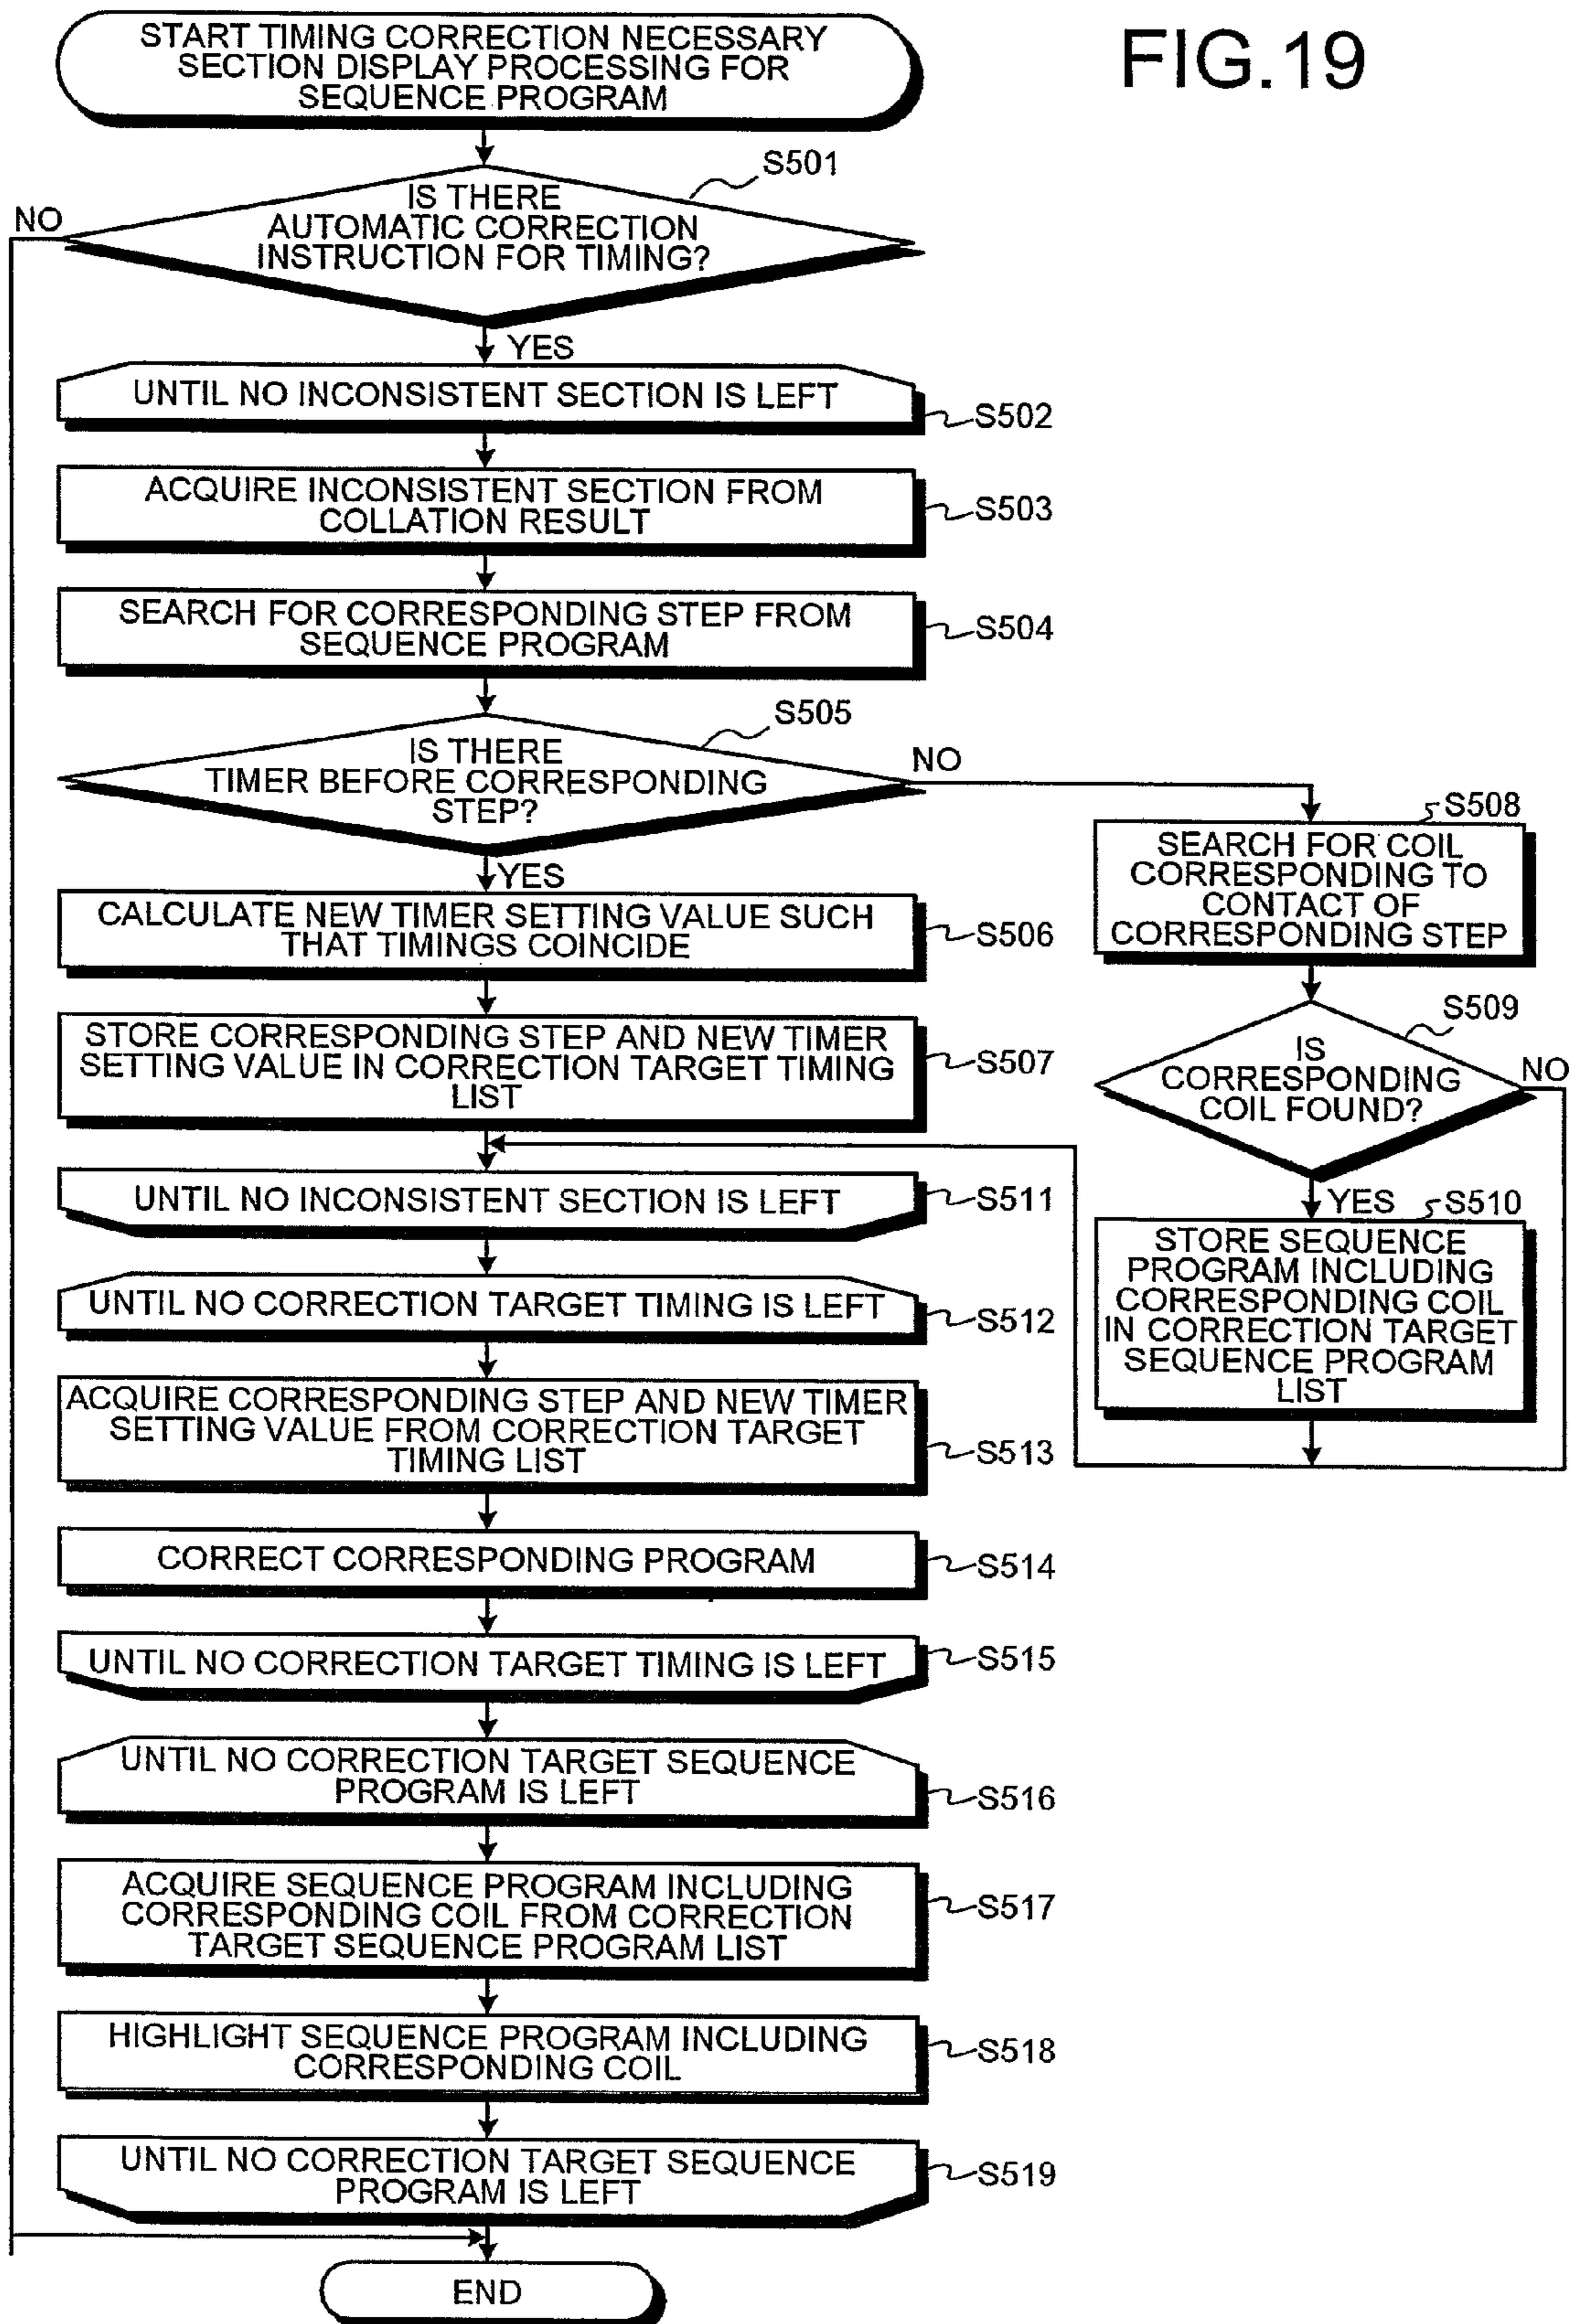 FIG.19
START TIMING CORRECTION NECESSARY
SECTION DISPLAY PROCESSING FOR
SEQUENCE PROGRAM
S501
IS THERE
AUTOMATIC CORRECTION
INSTRUCTION FOR TIMING?
NO
YES
UNTIL NO INCONSISTENT SECTION IS LEFT
S502
ACQUIRE INCONSISTENT SECTION FROM
COLLATION RESULT
S503
SEARCH FOR CORRESPONDING STEP FROM
SEQUENCE PROGRAM
S504
S505
IS THERE
TIMER BEFORE CORRESPONDING
STEP?
NO
YES
CALCULATE NEW TIMER SETTING VALUE SUCH
THAT TIMINGS COINCIDE
S506
STORE CORRESPONDING STEP AND NEW TIMER
SETTING VALUE IN CORRECTION TARGET TIMING
LIST
S507
S508
SEARCH FOR COIL
CORRESPONDING TO
CONTACT OF
CORRESPONDING STEP
S509
IS
CORRESPONDING
COIL FOUND?
NO
YES
S510
STORE SEQUENCE
PROGRAM INCLUDING
CORRESPONDING COIL
IN CORRECTION TARGET
SEQUENCE PROGRAM
LIST
UNTIL NO INCONSISTENT SECTION IS LEFT
S511
UNTIL NO CORRECTION TARGET TIMING IS LEFT
S512
ACQUIRE CORRESPONDING STEP AND NEW TIMER
SETTING VALUE FROM CORRECTION TARGET
TIMING LIST
S513
CORRECT CORRESPONDING PROGRAM
S514
UNTIL NO CORRECTION TARGET TIMING IS LEFT
S515
UNTIL NO CORRECTION TARGET SEQUENCE
PROGRAM IS LEFT
S516
ACQUIRE SEQUENCE PROGRAM INCLUDING
CORRESPONDING COIL FROM CORRECTION
TARGET SEQUENCE PROGRAM LIST
S517
HIGHLIGHT SEQUENCE PROGRAM INCLUDING
CORRESPONDING COIL
S518
UNTIL NO CORRECTION TARGET SEQUENCE
PROGRAM IS LEFT
S519
END